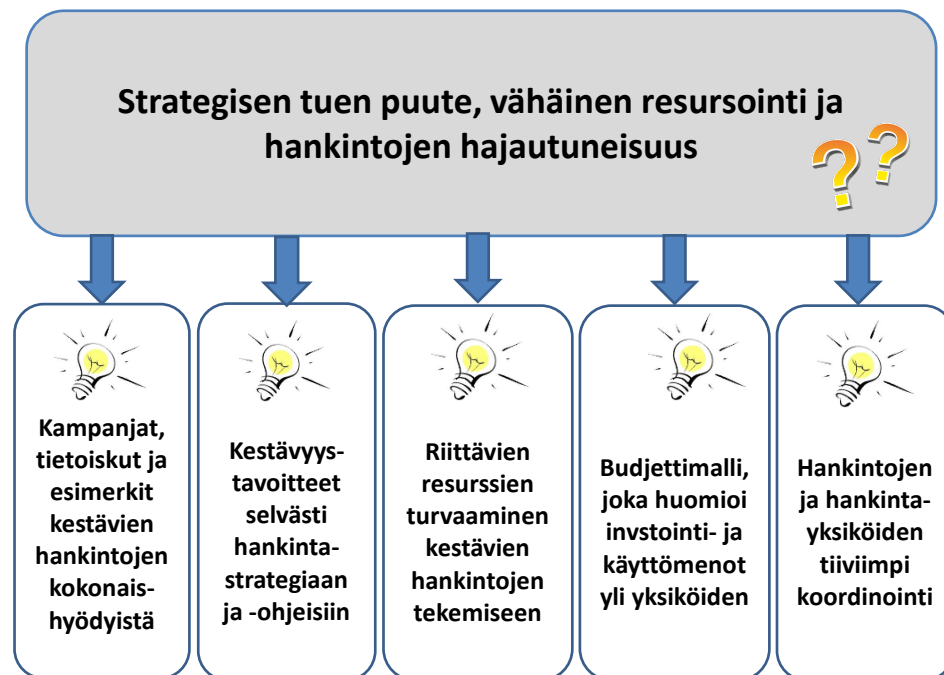 Strategisen tuen puute, vähäinen resursointi ja
hankintojen hajautuneisuus
??
Kampanjat,
tietoiskut ja
esimerkit
kestävien
hankintojen
kokonais-
hyödyistä
Kestävyys-
tavoitteet
selvästi
hankinta-
strategiaan
ja -ohjeisiin
Riittävien
resurssien
turvaaminen
kestävien
hankintojen
tekemiseen
Budjettimalli,
joka huomioi
invstointi- ja
käyttömenot
yli yksiköiden
Hankintojen
ja hankinta-
yksiköiden
tiiviimpi
koordinointi